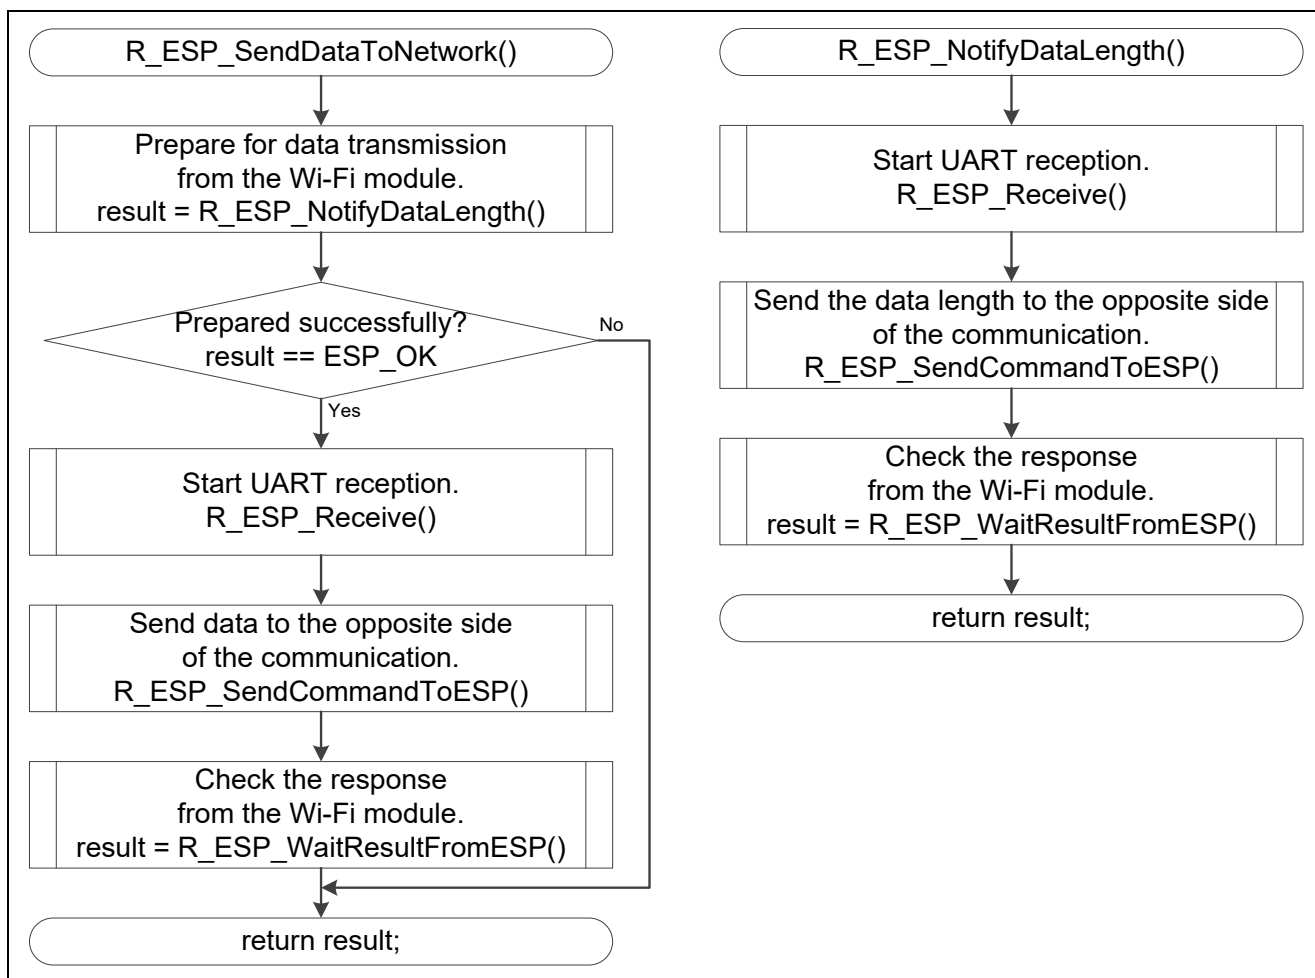 R_ESP_SendDataToNetwork()
Prepare for data transmission
from the Wi-Fi module.
result = R_ESP_NotifyDataLength()
Prepared successfully?
result == ESP_OK
No
Yes
Start UART reception.
R_ESP_Receive()
Send data to the opposite side
of the communication.
R_ESP_SendCommandToESP()
Check the response
from the Wi-Fi module.
result = R_ESP_WaitResultFromESP()
return result;
R_ESP_NotifyDataLength()
Start UART reception.
R_ESP_Receive()
Send the data length to the opposite side
of the communication.
R_ESP_SendCommandToESP()
Check the response
from the Wi-Fi module.
result = R_ESP_WaitResultFromESP()
return result;